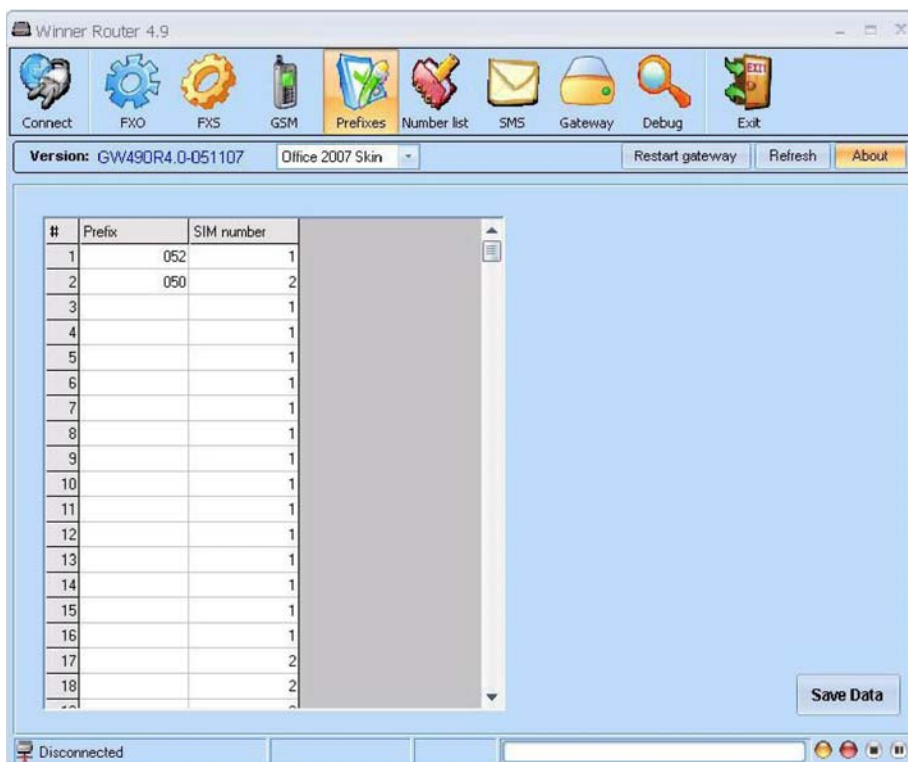 Winner Router 4.9
Connect FXO FXS GSM Prefixes Number list SMS Gateway Debug Exit
EXIT
Version: GW490R4.0-051107 Office 2007 Skin Restart gateway Refresh About
# Prefix SIM number
1 052 1
2 050 2
3 1
4 1
5 1
6 1
7 1
8 1
9 1
10 1
11 1
12 1
13 1
14 1
15 1
16 1
17 2
18 2
Save Data
Disconnected